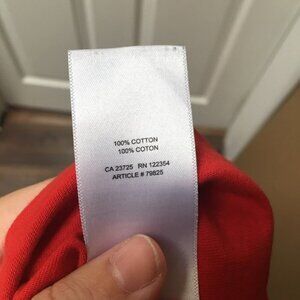 100% COTTON
100% COTON
CA 23725 RN 122354
ARTICLE # 79825